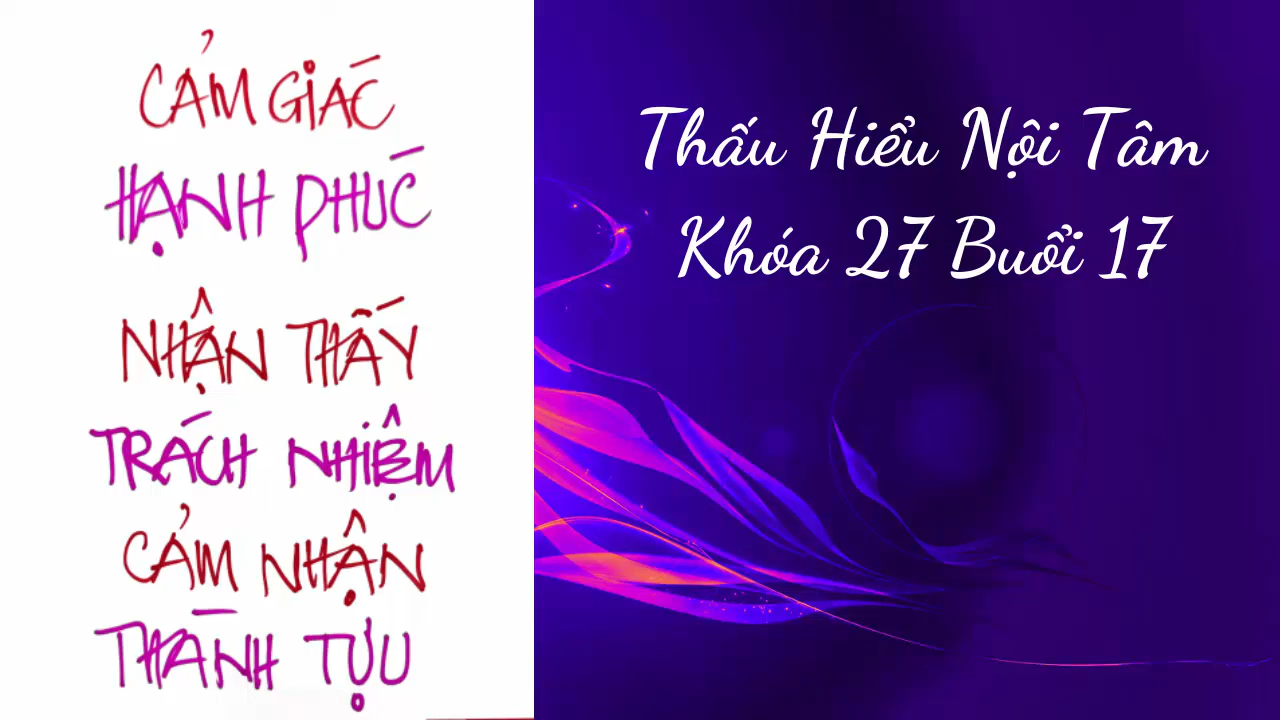 CẢM GIÁC
HẠNH PHÚC
NHẬN THẤY
TRÁCH NHIỆM
CẢM NHẬN
THÀNH TỰU
Thấu Hiểu Nội Tâm
Khóa 27 Buổi 17